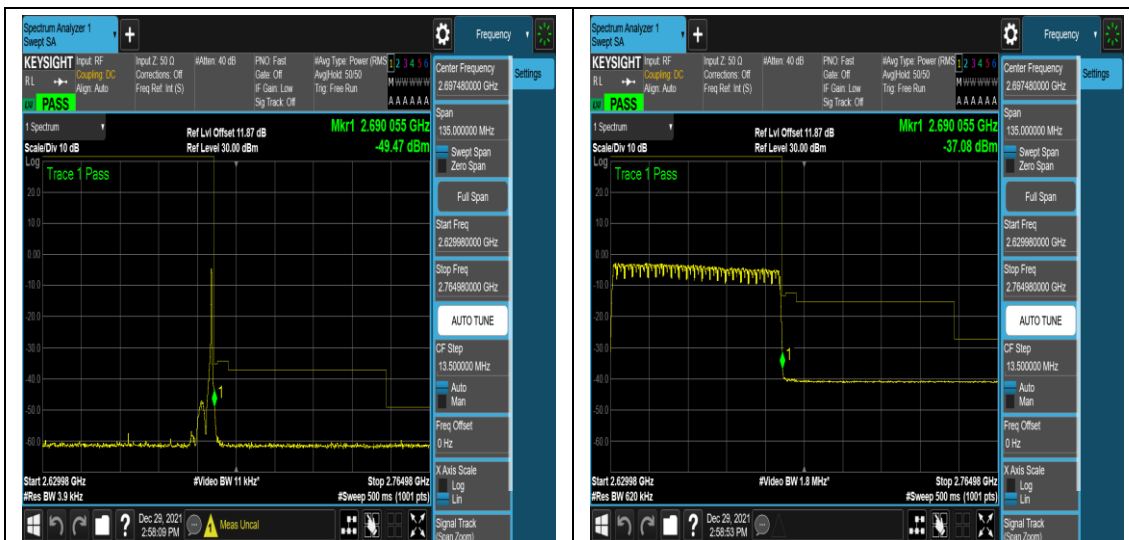 Spectrum Analyzer 1
Swept SA
Frequency
KEYSIGHT
R L
LV PASS
Input: RF
Coupling: DC
Align: Auto
Input Z: 50 Ω
Corrections: Off
Freq Ref: Int (S)
#Atten: 40 dB
PNO: Fast
Gate: Off
IF Gain: Low
Sig Track: Off
#Avg Type: Power (RMS
Avg|Hold: 50/50
Trig: Free Run
1 2 3 4 5 6
M W W W W W
A A A A A A
Center Frequency
2.697480000 GHz
Settings
Span
135.000000 MHz
Swept Span
Zero Span
Full Span
Start Freq
2.629980000 GHz
Stop Freq
2.764980000 GHz
AUTO TUNE
CF Step
13.500000 MHz
Auto
Man
Freq Offset
0 Hz
X Axis Scale
Log
Lin
Signal Track
(Span Zoom)
1 Spectrum
Scale/Div 10 dB
Log
Ref Lvl Offset 11.87 dB
Ref Level 30.00 dBm
Mkr1 2.690 055 GHz
-49.47 dBm
Trace 1 Pass
20.0
10.0
0.00
-10.0
-20.0
-30.0
-40.0
-50.0
-60.0
1
Start 2.62998 GHz
#Res BW 3.9 kHz
#Video BW 11 kHz*
Stop 2.76498 GHz
#Sweep 500 ms (1001 pts)
?
Dec 29, 2021
2:58:09 PM
Meas Uncal
Spectrum Analyzer 1
Swept SA
Frequency
KEYSIGHT
R L
LV PASS
Input: RF
Coupling: DC
Align: Auto
Input Z: 50 Ω
Corrections: Off
Freq Ref: Int (S)
#Atten: 40 dB
PNO: Fast
Gate: Off
IF Gain: Low
Sig Track: Off
#Avg Type: Power (RMS
Avg|Hold: 50/50
Trig: Free Run
1 2 3 4 5 6
M W W W W W
A A A A A A
Center Frequency
2.697480000 GHz
Settings
Span
135.000000 MHz
Swept Span
Zero Span
Full Span
Start Freq
2.629980000 GHz
Stop Freq
2.764980000 GHz
AUTO TUNE
CF Step
13.500000 MHz
Auto
Man
Freq Offset
0 Hz
X Axis Scale
Log
Lin
Signal Track
(Span Zoom)
1 Spectrum
Scale/Div 10 dB
Log
Ref Lvl Offset 11.87 dB
Ref Level 30.00 dBm
Mkr1 2.690 055 GHz
-37.08 dBm
Trace 1 Pass
20.0
10.0
0.00
-10.0
-20.0
-30.0
-40.0
-50.0
-60.0
1
Start 2.62998 GHz
#Res BW 620 kHz
#Video BW 1.8 MHz*
Stop 2.76498 GHz
#Sweep 500 ms (1001 pts)
?
Dec 29, 2021
2:58:53 PM